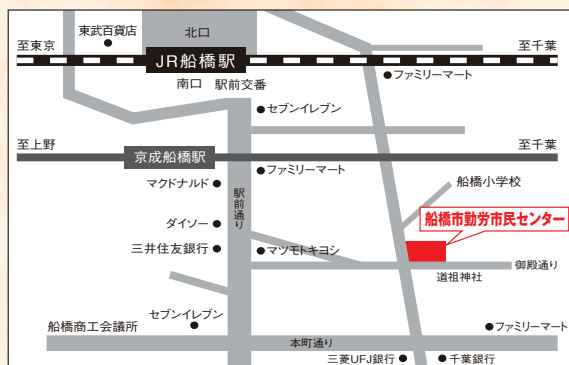 東武百貨店
北口
至東京
至千葉
JR船橋駅
ファミリーマート
南口
駅前交番
セブンイレブン
至上野
至千葉
京成船橋駅
ファミリーマート
マクドナルド
船橋小学校
駅前通り
船橋市勤労市民センター
ダイソー
三井住友銀行
マツモトキヨシ
御殿通り
道祖神社
セブンイレブン
船橋商工会議所
ファミリーマート
本町通り
三菱UFJ銀行
千葉銀行